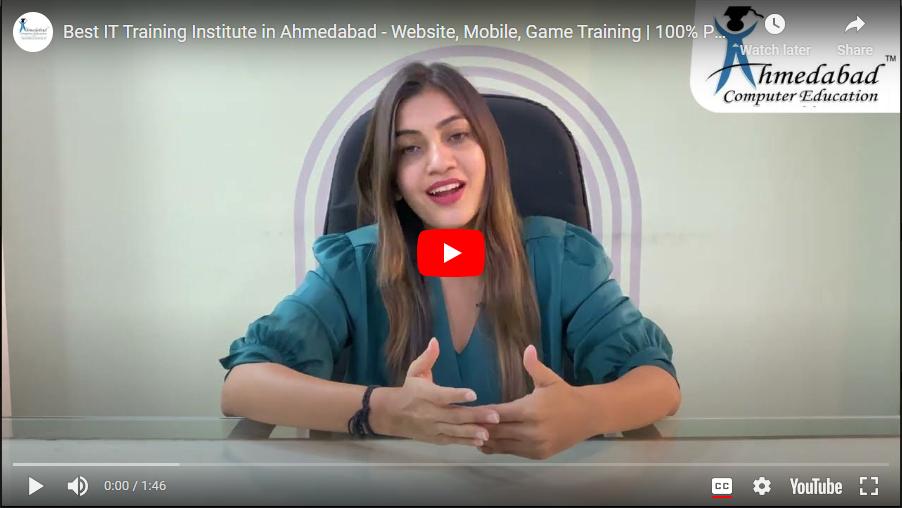 Best IT Training Institute in Ahmedabad - Website, Mobile, Game Training | 100% P...
Watch later
Share
Ahmedabad
TM
Computer Education
0:00 / 1:46
CC
YouTube